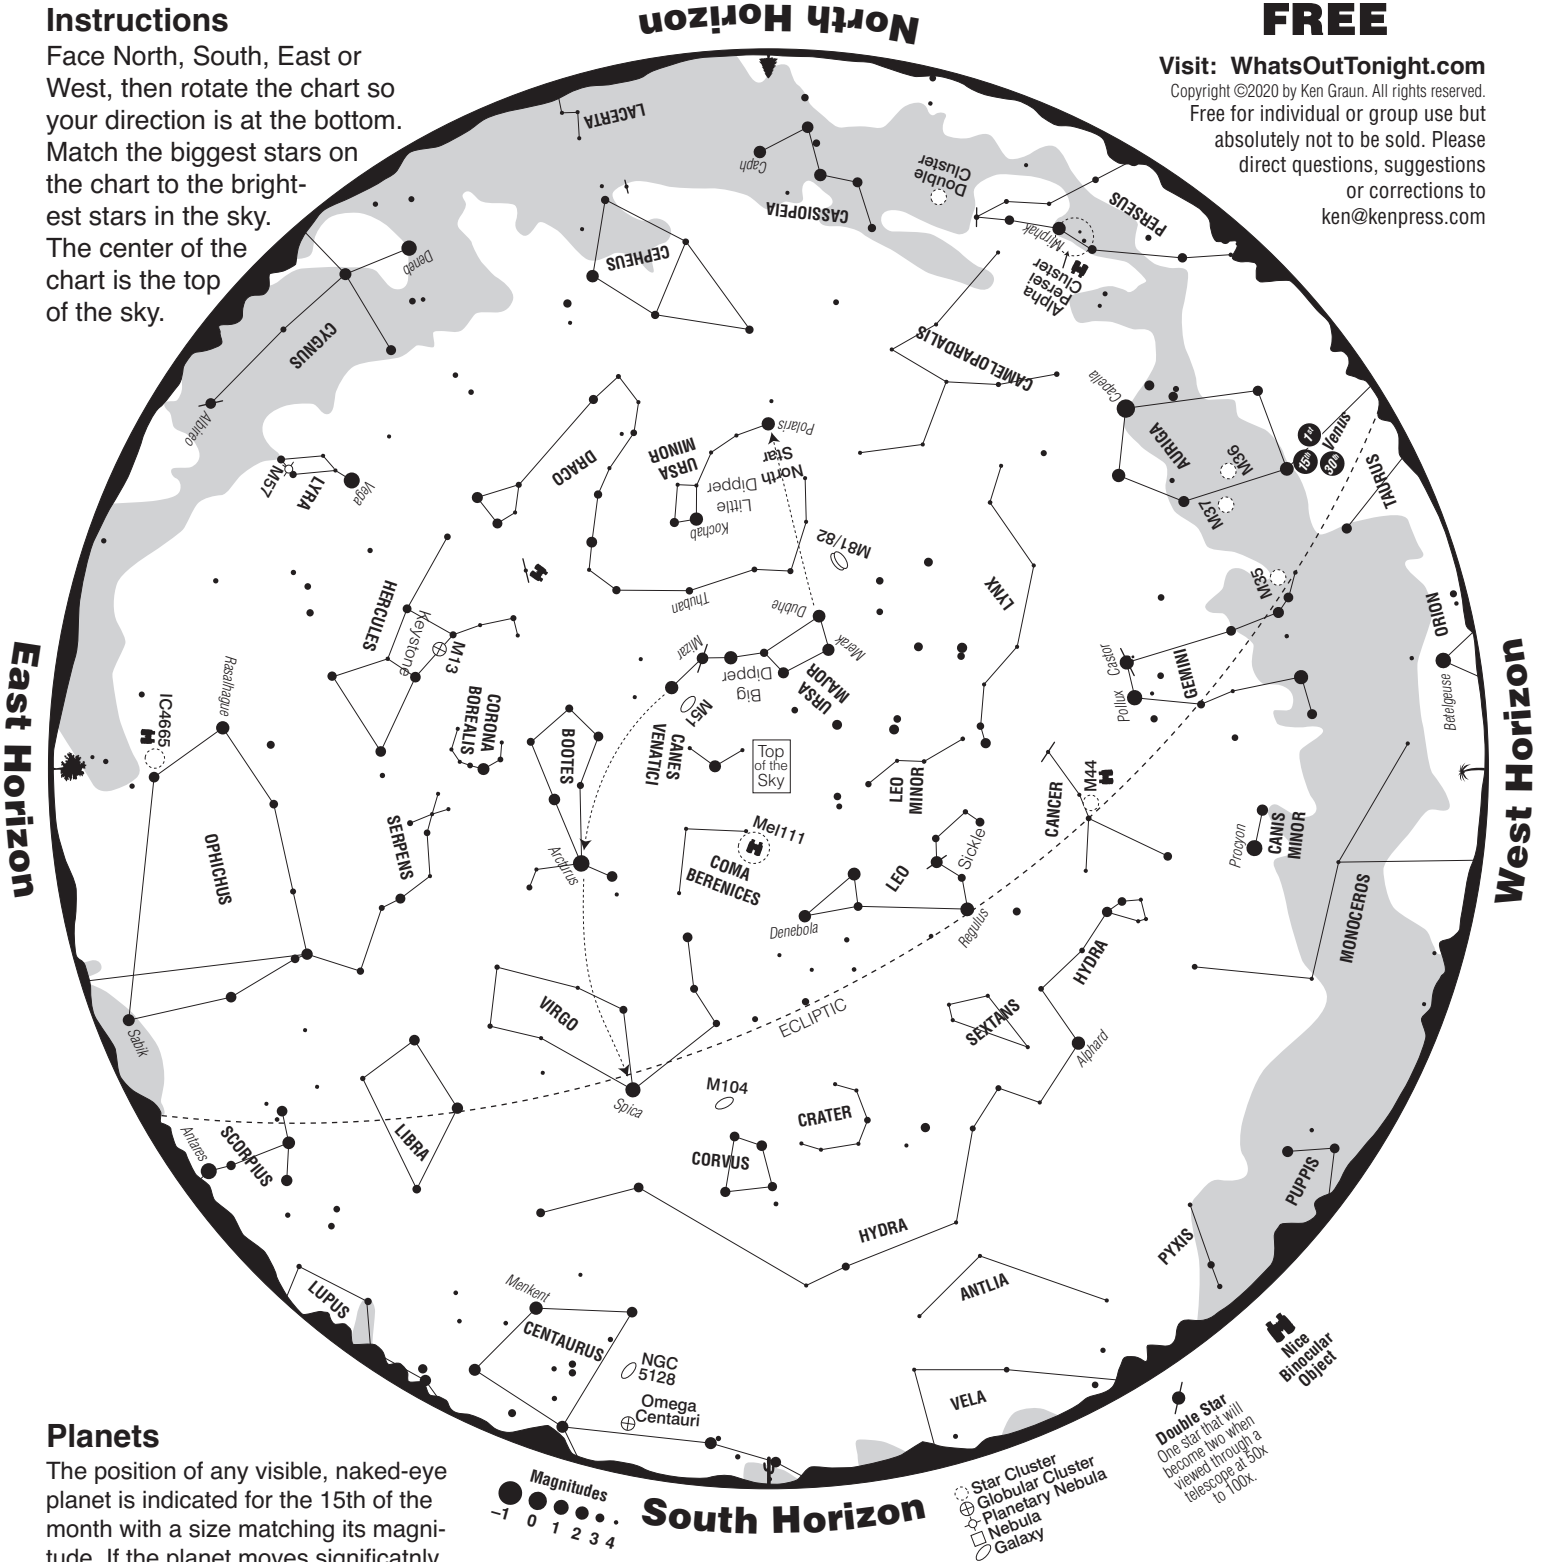 Instructions
Face North, South, East or
West, then rotate the chart so
your direction is at the bottom.
Match the biggest stars on
the chart to the bright-
est stars in the sky.
The center of the
chart is the top
of the sky.
North Horizon
FREE
Visit: WhatsOutTonight.com
Copyright ©2020 by Ken Graun. All rights reserved.
Free for individual or group use but
absolutely not to be sold. Please
direct questions, suggestions
or corrections to
ken@kenpress.com
LACERTA
Caph
CASSIOPEIA
Double
Cluster
PERSEUS
Mirphak
Alpha
Persei
Cluster
CEPHEUS
Deneb
CYGNUS
Albireo
CAMELOPARDALIS
Capella
AURIGA
M36
M37
1st
15th
30th
Venus
TAURUS
M57
LYRA
Vega
DRACO
URSA
MINOR
Polaris
North
Star
Little
Dipper
Kochab
M81/82
Thuban
Dubhe
Merak
LYNX
M35
ORION
Betelgeuse
HERCULES
Keystone
M13
Mizar
Big
Dipper
URSA
MAJOR
M51
Castor
Pollux
GEMINI
East Horizon
West Horizon
Rasalhague
IC4665
CORONA
BOREALIS
BOOTES
CANES
VENATICI
Top
of the
Sky
LEO
MINOR
CANCER
M44
Procyon
CANIS
MINOR
OPHICHUS
SERPENS
Arcturus
Mel111
COMA
BERENICES
LEO
Sickle
Denebola
Regulus
HYDRA
MONOCEROS
VIRGO
ECLIPTIC
SEXTANS
Alphard
Sabik
Spica
M104
CRATER
CORVUS
LIBRA
Antares
SCORPIUS
PUPPIS
PYXIS
HYDRA
ANTLIA
LUPUS
Menkent
CENTAURUS
NGC
5128
Omega
Centauri
VELA
Nice
Binocular
Object
Double Star
One star that will
become two when
viewed through a
telescope at 50x
to 100x.
Planets
The position of any visible, naked-eye
planet is indicated for the 15th of the
month with a size matching its magni-
tude. If the planet moves significatnly
Magnitudes
–1 0 1 2 3 4
South Horizon
Star Cluster
Globular Cluster
Planetary Nebula
Nebula
Galaxy